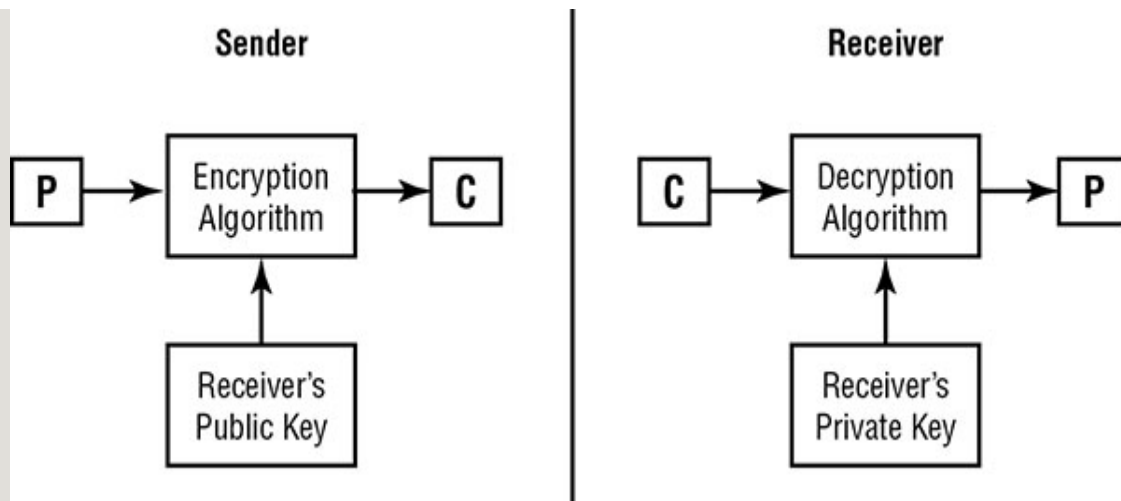 Sender
P
Encryption
Algorithm
C
Receiver's
Public Key
Receiver
C
Decryption
Algorithm
P
Receiver's
Private Key